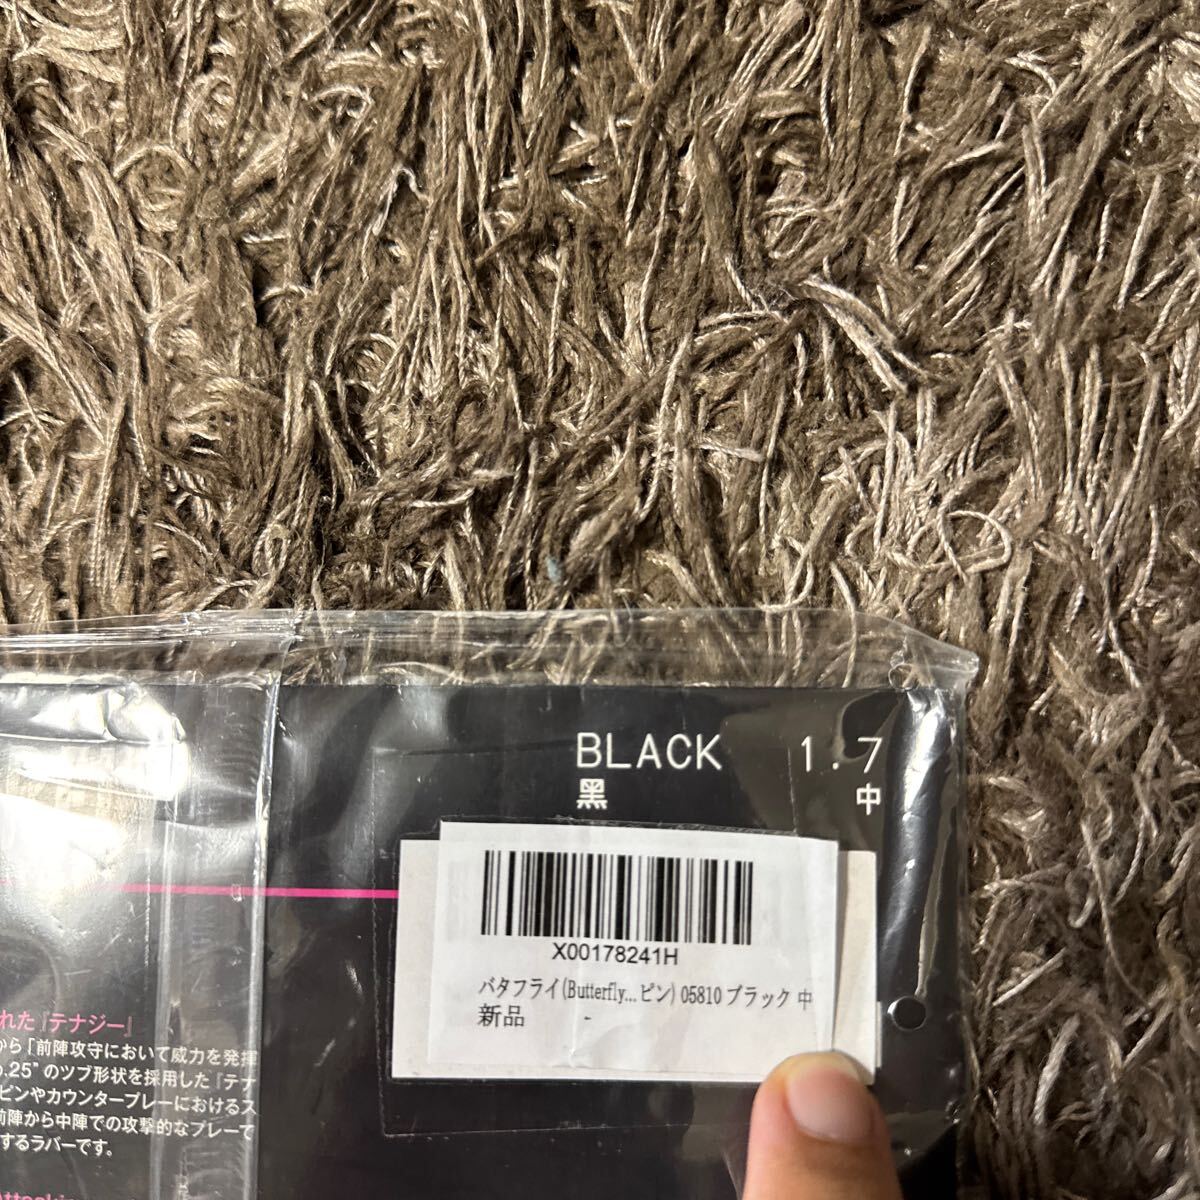 BLACK 1.7
黒 中
X00178241H
バタフライ(Butterfly...ピン) 05810 ブラック 中
新品 -
れた『テナジー』
から「前陣攻守において威力を発揮
.25”のツブ形状を採用した『テナ
ピンやカウンタープレーにおけるス
前陣から中陣での攻撃的なプレーて
するラバーです。